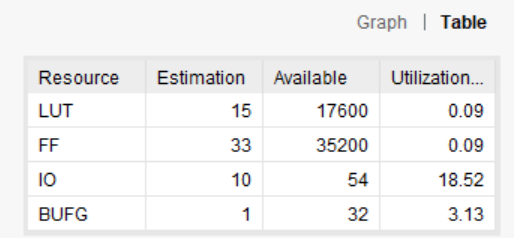 Graph | Table
Resource Estimation Available Utilization...
LUT 15 17600 0.09
FF 33 35200 0.09
IO 10 54 18.52
BUFG 1 32 3.13